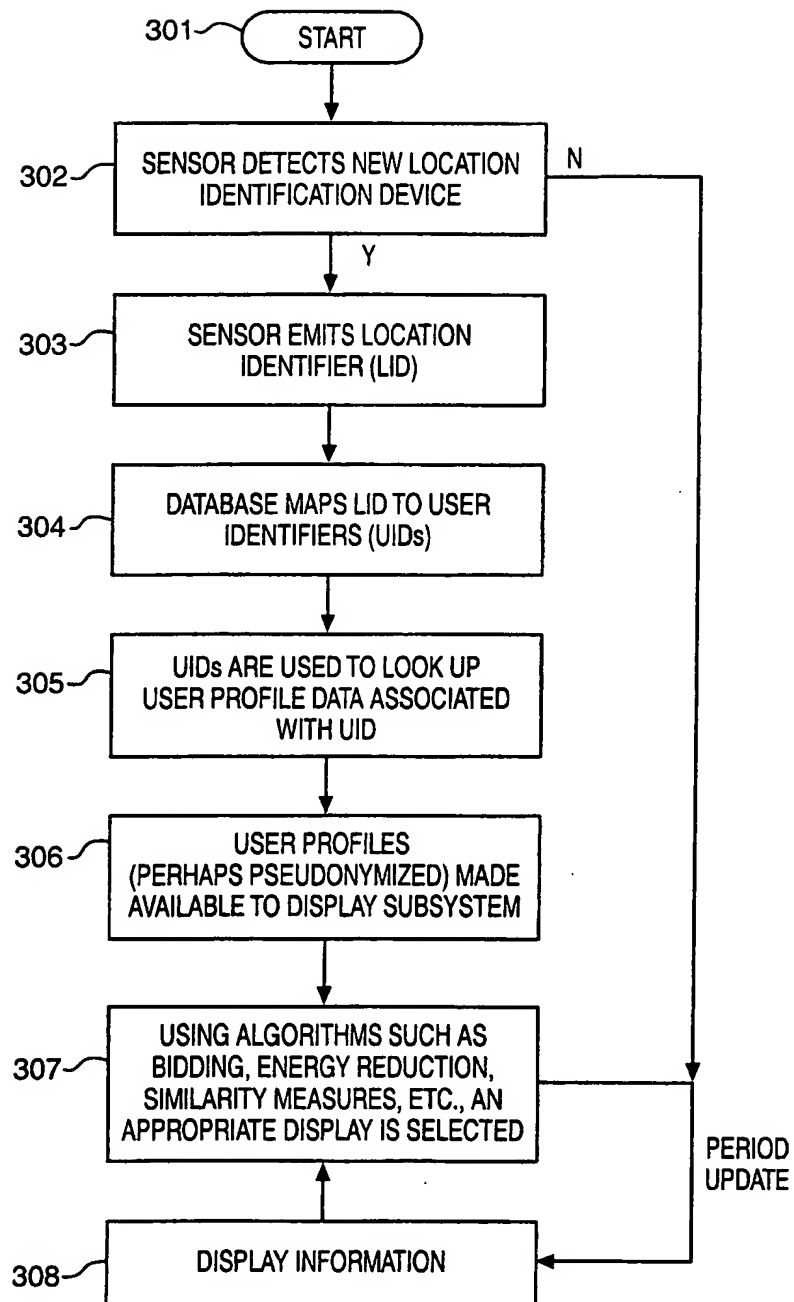 301
START
302
SENSOR DETECTS NEW LOCATION
IDENTIFICATION DEVICE
N
Y
303
SENSOR EMITS LOCATION
IDENTIFIER (LID)
304
DATABASE MAPS LID TO USER
IDENTIFIERS (UIDs)
305
UIDs ARE USED TO LOOK UP
USER PROFILE DATA ASSOCIATED
WITH UID
306
USER PROFILES
(PERHAPS PSEUDONYMIZED) MADE
AVAILABLE TO DISPLAY SUBSYSTEM
307
USING ALGORITHMS SUCH AS
BIDDING, ENERGY REDUCTION,
SIMILARITY MEASURES, ETC., AN
APPROPRIATE DISPLAY IS SELECTED
PERIOD
UPDATE
308
DISPLAY INFORMATION